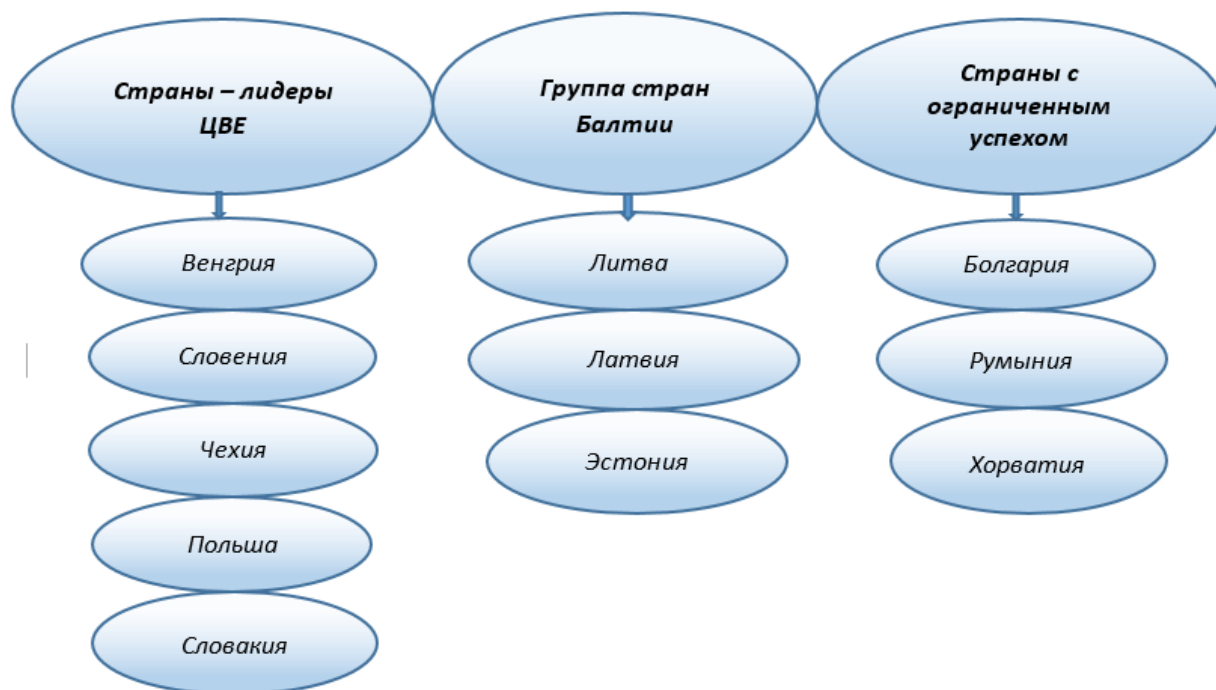 Страны – лидеры
ЦВЕ
Венгрия
Словения
Чехия
Польша
Словакия
Группа стран
Балтии
Литва
Латвия
Эстония
Страны с
ограниченным
успехом
Болгария
Румыния
Хорватия